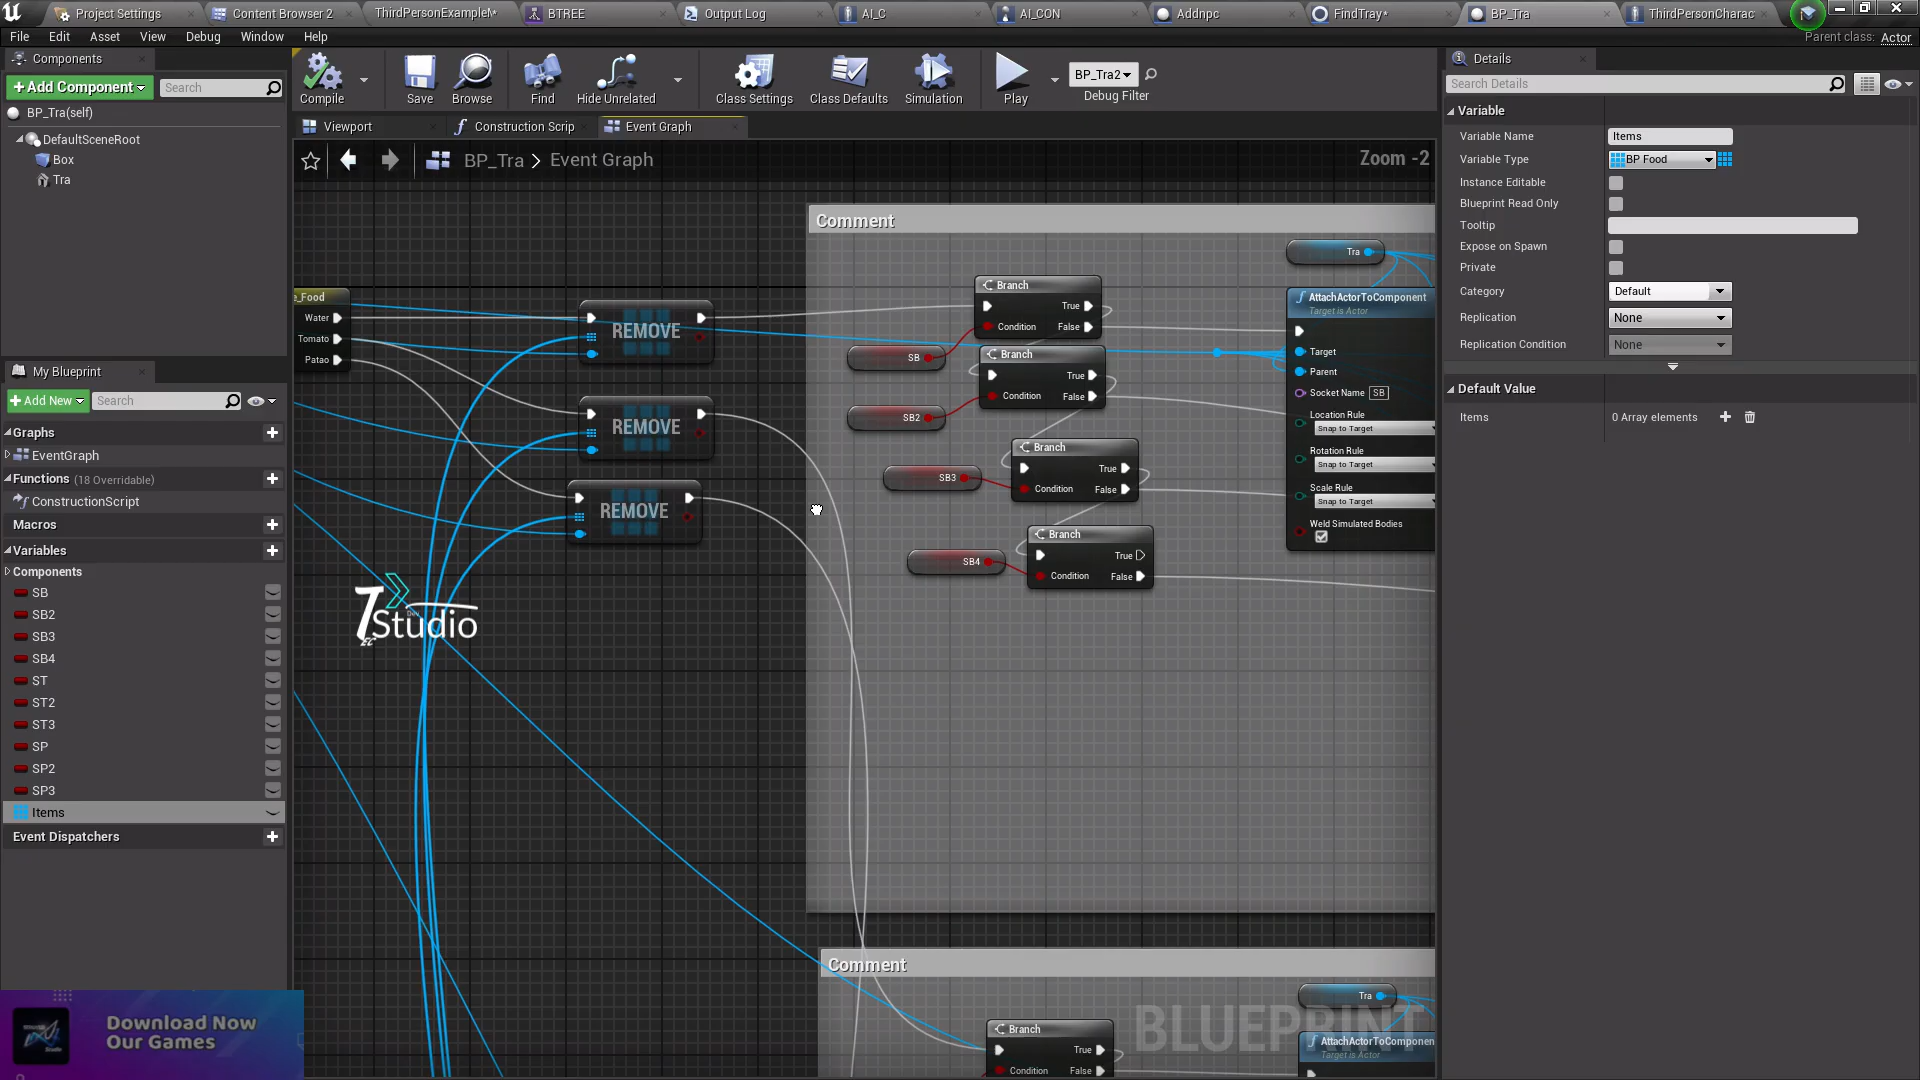 Project Settings
Content Browser 2
ThirdPersonExampleM*
BTREE
Output Log
AI_C
AI_CON
Addnpc
FindTray*
BP_Tra
ThirdPersonCharac
File
Edit
Asset
View
Debug
Window
Help
Parent class: Actor
Components
+Add Component
Search
BP_Tra(self)
DefaultSceneRoot
Box
Tra
Compile
Save
Browse
Find
Hide Unrelated
Class Settings
Class Defaults
Simulation
Play
BP_Tra2
Debug Filter
Viewport
Construction Scrip
Event Graph
BP_Tra > Event Graph
Zoom -2
My Blueprint
+Add New
Search
Graphs
EventGraph
Functions (18 Overridable)
ConstructionScript
Macros
Variables
Components
SB
SB2
SB3
SB4
ST
ST2
ST3
SP
SP2
SP3
Items
Event Dispatchers
Download Now
Our Games
e_Food
Water
Tomato
Patao
REMOVE
REMOVE
REMOVE
Studio
Comment
Branch
True
Condition False
SB
Branch
True
Condition False
SB2
Branch
True
Condition False
SB3
Branch
True
Condition False
SB4
Tra
AttachActorToComponent
Target is Actor
Target
Parent
Socket Name SB
Location Rule
Snap to Target
Rotation Rule
Snap to Target
Scale Rule
Snap to Target
Weld Simulated Bodies
Comment
Tra
Branch
True
Condition False
AttachActorToComponen
Target is Actor
BLUEPRINT
Details
Search Details
Variable
Variable Name Items
Variable Type BP Food
Instance Editable
Blueprint Read Only
Tooltip
Expose on Spawn
Private
Category Default
Replication None
Replication Condition None
Default Value
Items 0 Array elements